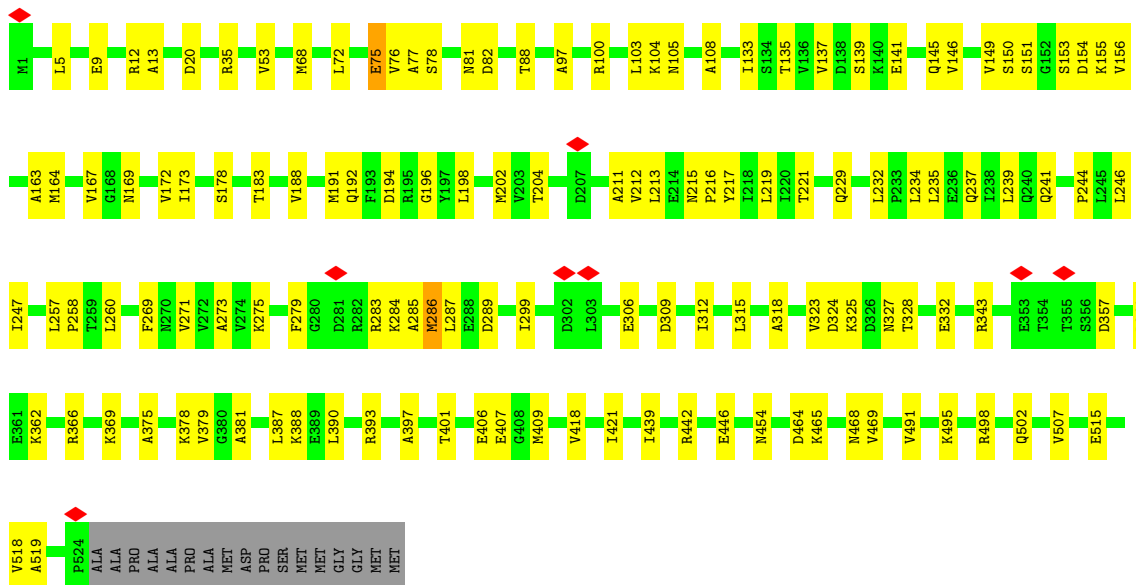 M1 L5 E9 R12 A13 D20 R35 V53 M68 L72 E75 V76 A77 S78 N81 D82 T88 A97 R100 L103 K104 N105 A108 I133 S134 T135 V136 V137 D138 S139 K140 E141 Q145 V146 V149 S150 S151 G152 S153 D154 K155 V156
A163 M164 V167 G168 N169 V172 I173 S178 T183 V188 M191 Q192 F193 D194 R195 G196 Y197 L198 M202 V203 T204 D207 A211 V212 L213 E214 N215 P216 Y217 I218 L219 I220 T221 Q229 L232 P233 L234 L235 E236 Q237 I238 L239 Q240 Q241 P244 L245 L246
I247 L257 P258 T259 L260 F269 N270 V271 V272 A273 V274 K275 F279 G280 D281 R282 R283 K284 A285 M286 L287 E288 D289 I299 D302 L303 E306 D309 I312 L315 A318 V323 D324 K325 D326 N327 T328 E332 R343 E353 T354 T355 S356 D357
E361 K362 R366 K369 A375 K378 V379 G380 A381 L387 K388 E389 L390 R393 A397 T401 E406 E407 G408 M409 V418 I421 I439 R442 E446 N454 D464 K465 N468 V469 V491 K495 R498 Q502 V507 E515
V518 A519 P524 ALA ALA PRO ALA ALA PRO ALA MET ASP PRO SER MET MET GLY GLY MET MET